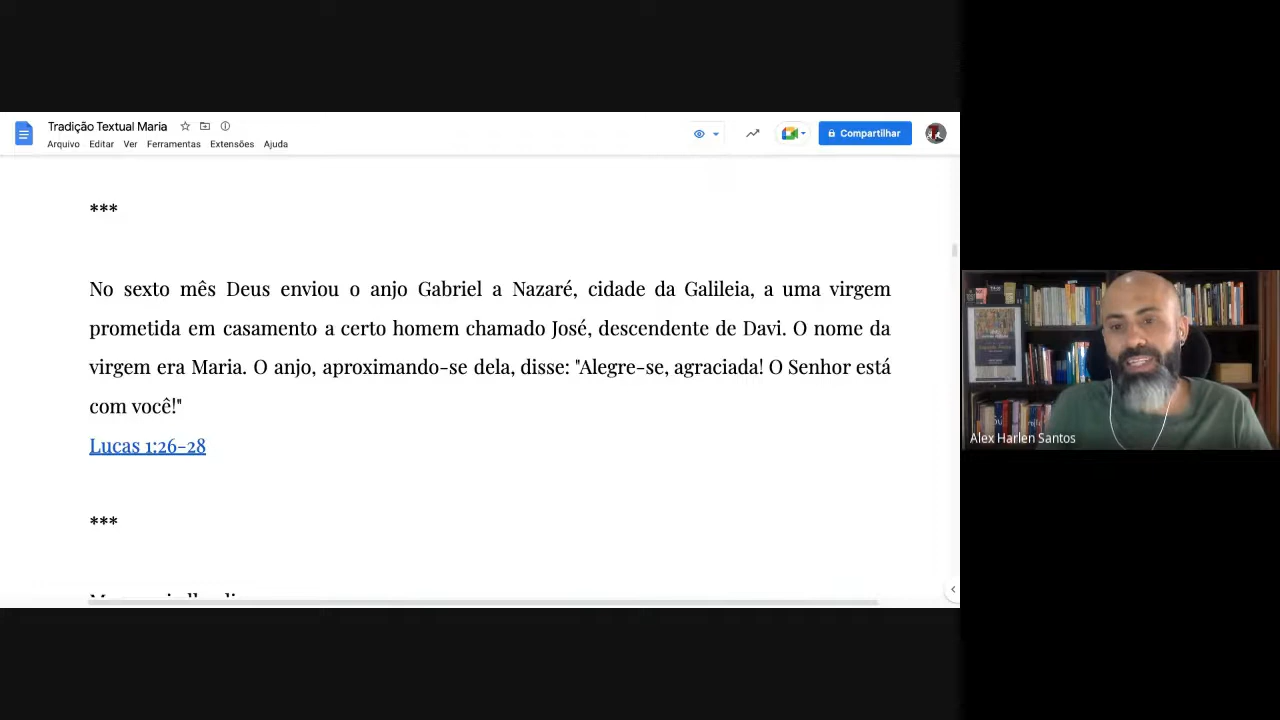 Tradição Textual Maria
Arquivo Editar Ver Ferramentas Extensões Ajuda
Compartilhar
***
No sexto mês Deus enviou o anjo Gabriel a Nazaré, cidade da Galileia, a uma virgem
prometida em casamento a certo homem chamado José, descendente de Davi. O nome da
virgem era Maria. O anjo, aproximando-se dela, disse: "Alegre-se, agraciada! O Senhor está
com você!"
Lucas 1:26-28
***
Alex Harlen Santos